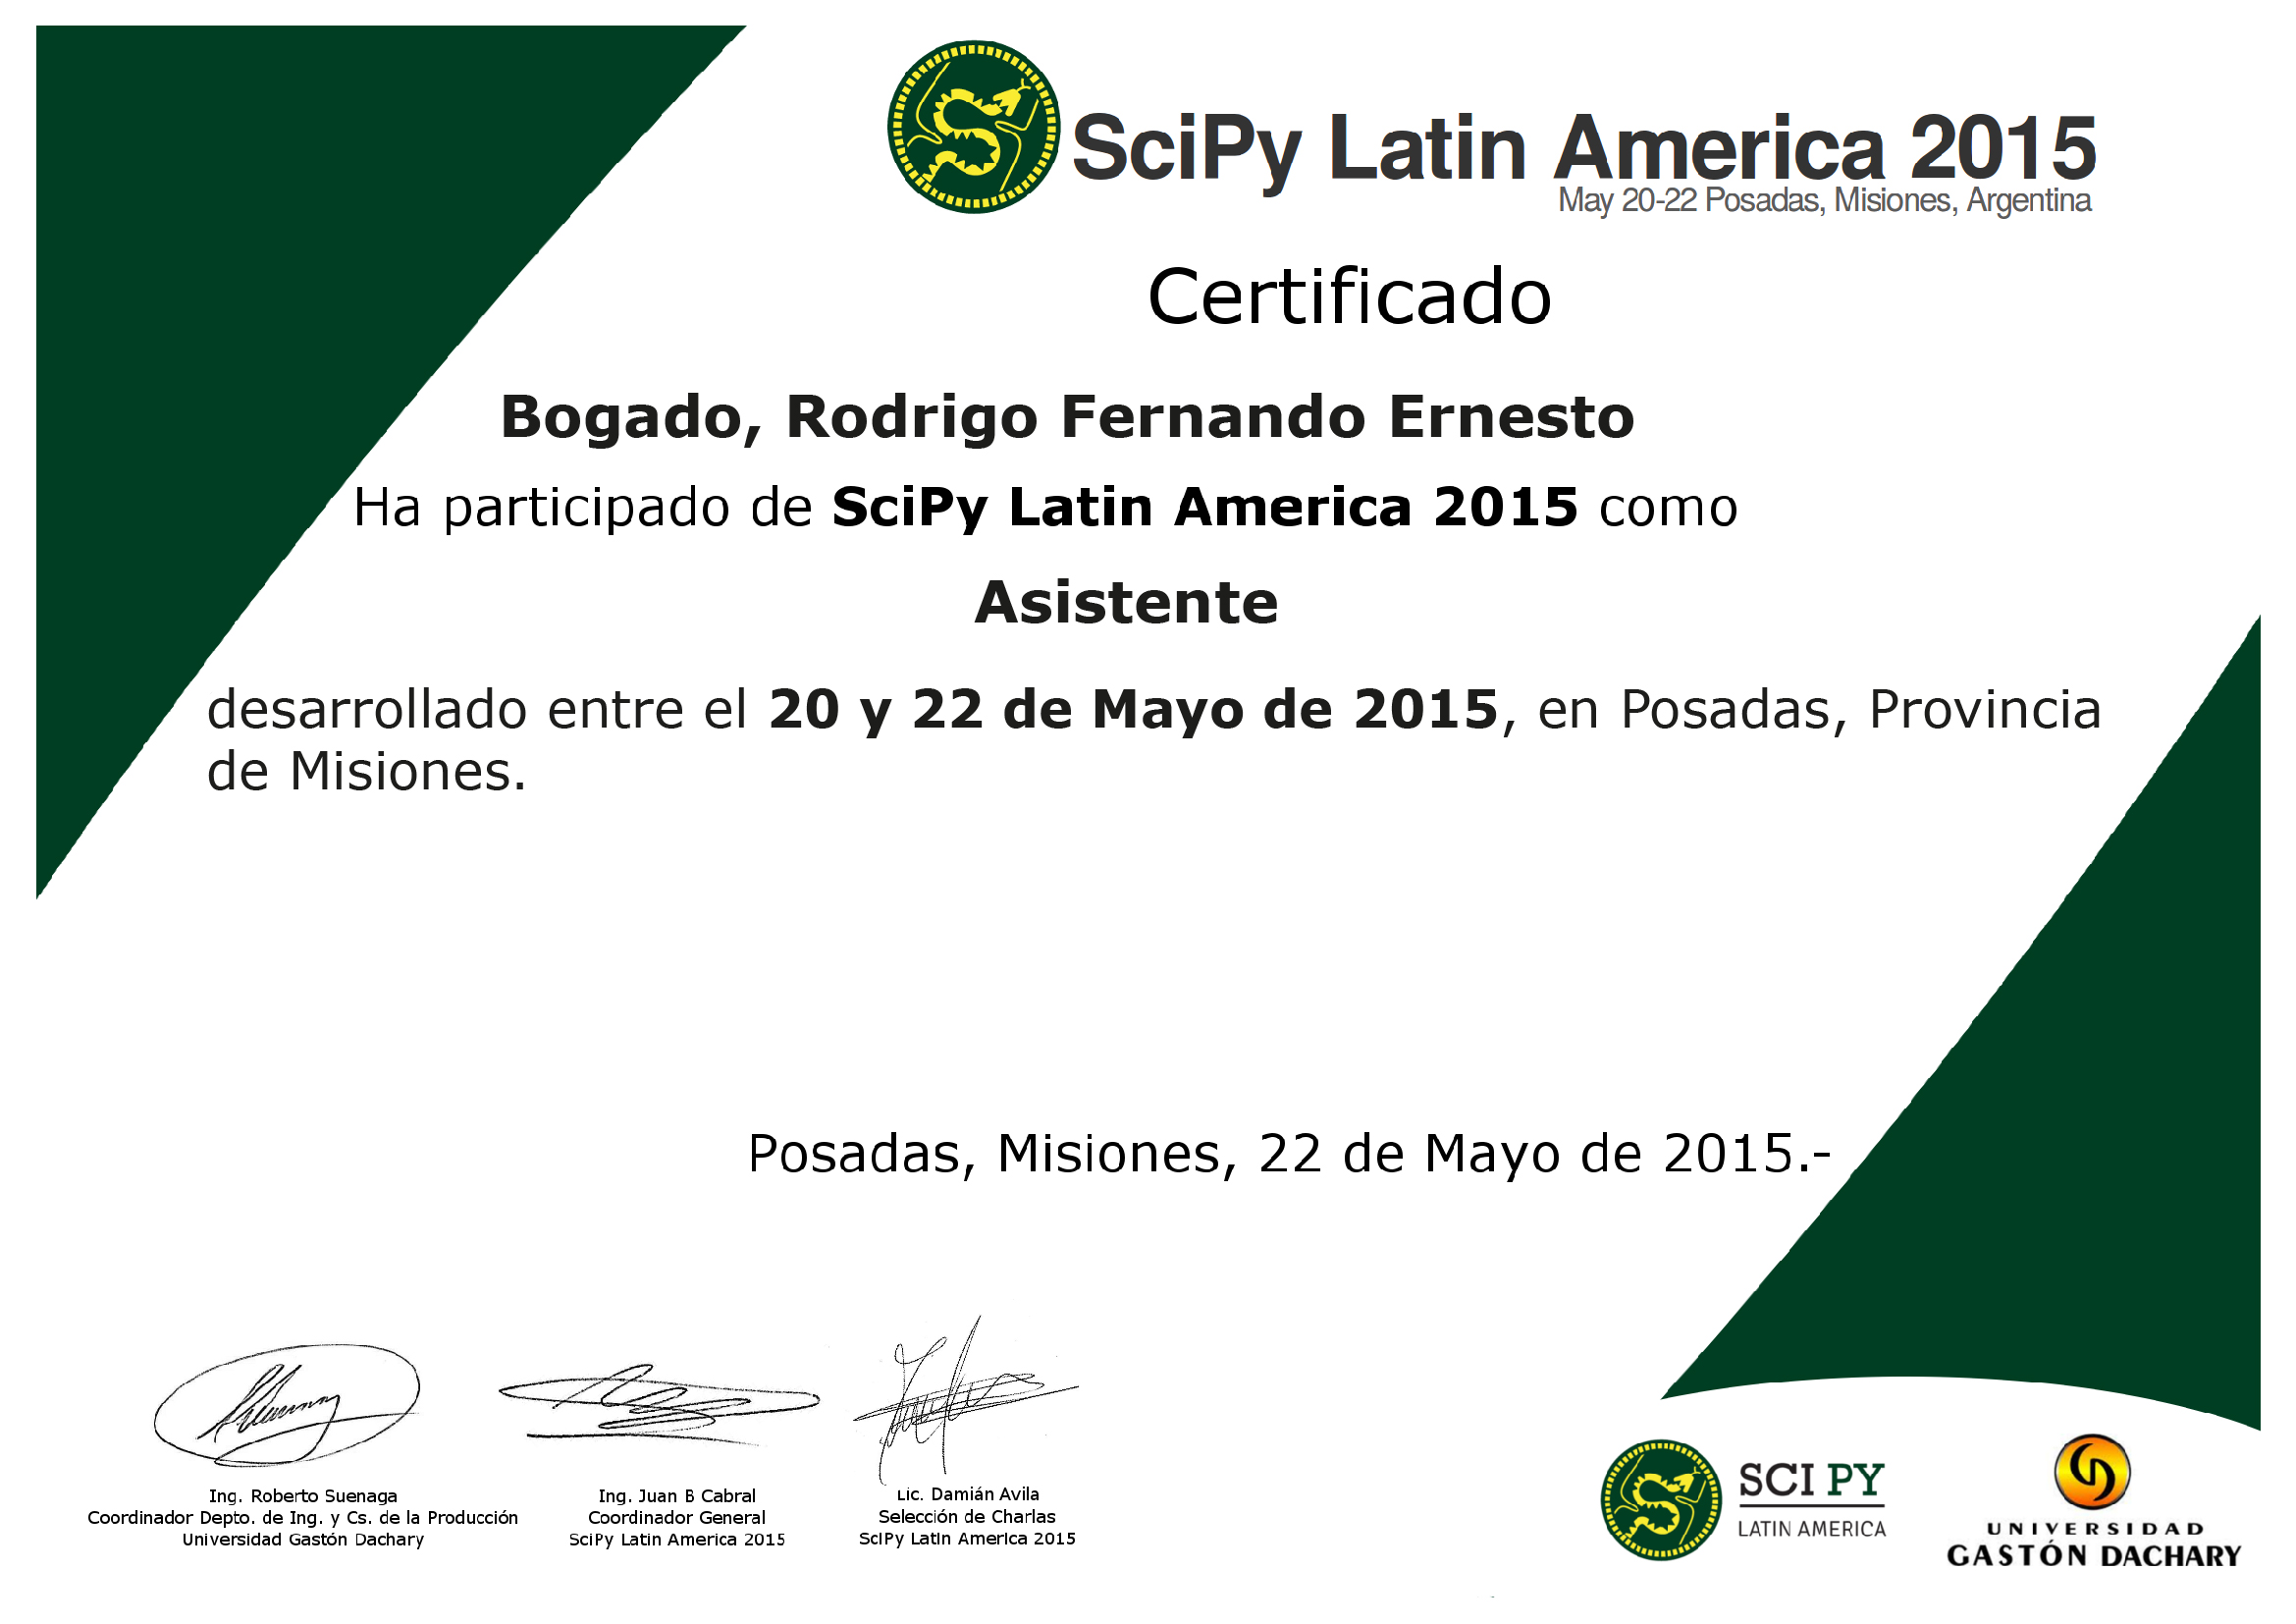 SciPy Latin America 2015
May 20-22 Posadas, Misiones, Argentina
Certificado
Bogado, Rodrigo Fernando Ernesto
Ha participado de SciPy Latin America 2015 como
Asistente
desarrollado entre el 20 y 22 de Mayo de 2015, en Posadas, Provincia
de Misiones.
Posadas, Misiones, 22 de Mayo de 2015.-
Ing. Roberto Suenaga
Coordinador Depto. de Ing. y Cs. de la Producción
Universidad Gastón Dachary
Ing. Juan B Cabral
Coordinador General
SciPy Latin America 2015
Lic. Damián Avila
Selección de Charlas
SciPy Latin America 2015
SCI PY
LATIN AMERICA
UNIVERSIDAD
GASTÓN DACHARY